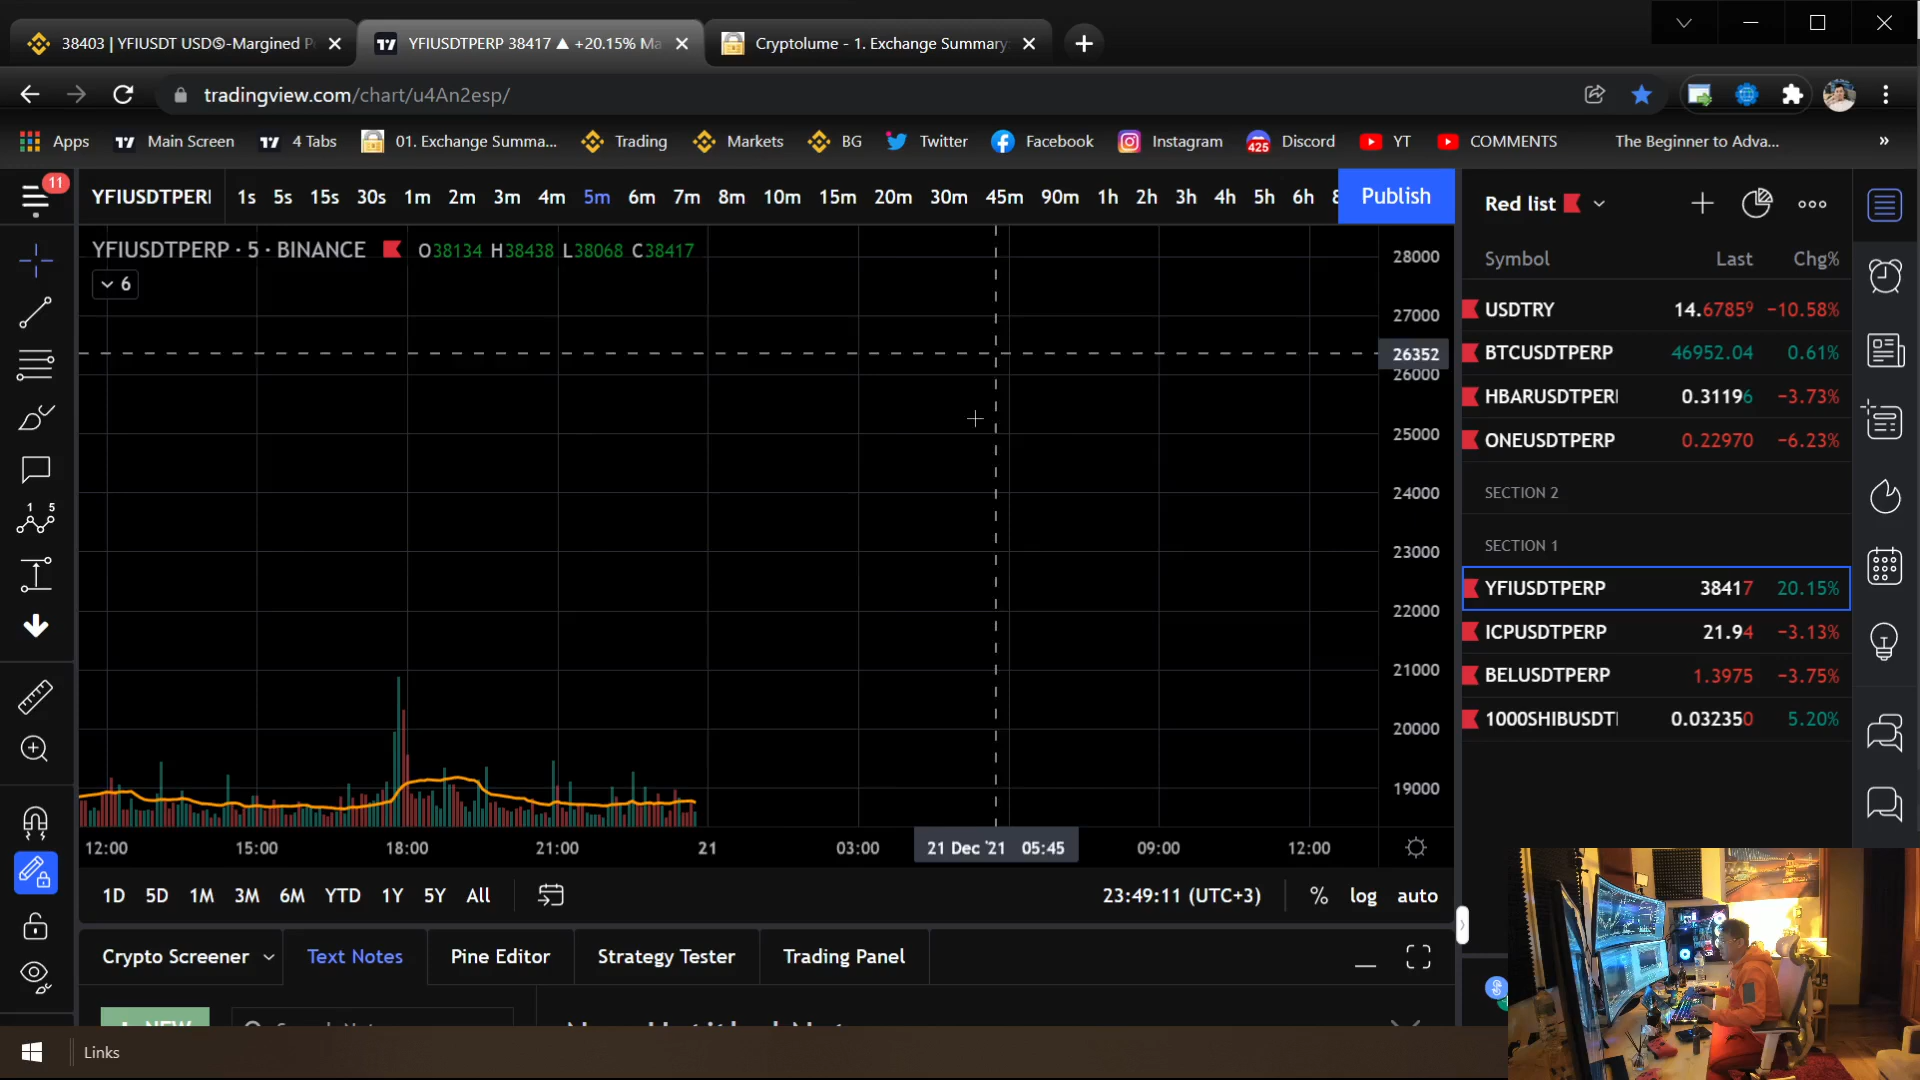 38403 | YFIUSDT USDⓈ-Margined P
YFIUSDTPERP 38417 ▲ +20.15% Ma
Cryptolume - 1. Exchange Summary
tradingview.com/chart/u4An2esp/
Apps
Main Screen
4 Tabs
01. Exchange Summa...
Trading
Markets
BG
Twitter
Facebook
Instagram
425
Discord
YT
COMMENTS
The Beginner to Adva...
»
11
YFIUSDTPERP
1s 5s 15s 30s 1m 2m 3m 4m 5m 6m 7m 8m 10m 15m 20m 30m 45m 90m 1h 2h 3h 4h 5h 6h 8
Publish
Red list
YFIUSDTPERP · 5 · BINANCE O38134 H38438 L38068 C38417
6
Symbol Last Chg%
USDTRY 14.67859 −10.58%
BTCUSDTPERP 46952.04 0.61%
HBARUSDTPERP 0.31196 −3.73%
ONEUSDTPERP 0.22970 −6.23%
SECTION 2
SECTION 1
YFIUSDTPERP 38417 20.15%
ICPUSDTPERP 21.94 −3.13%
BELUSDTPERP 1.3975 −3.75%
1000SHIBUSDT 0.032350 5.20%
28000
27000
26352
26000
25000
24000
23000
22000
21000
20000
19000
12:00 15:00 18:00 21:00 21 03:00 21 Dec '21 05:45 09:00 12:00
1D 5D 1M 3M 6M YTD 1Y 5Y All
23:49:11 (UTC+3) % log auto
Crypto Screener
Text Notes
Pine Editor
Strategy Tester
Trading Panel
Links